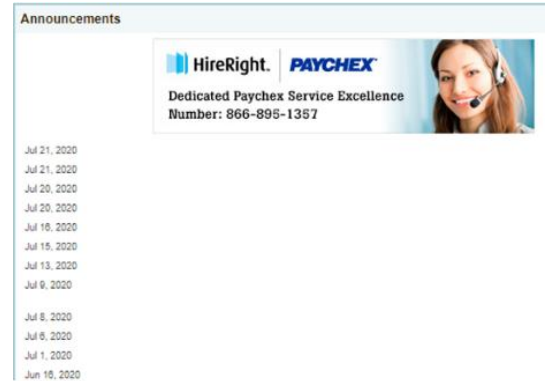 Announcements
HireRight. PAYCHEX
Dedicated Paychex Service Excellence
Number: 866-895-1357
Jul 21, 2020
Jul 21, 2020
Jul 20, 2020
Jul 20, 2020
Jul 16, 2020
Jul 15, 2020
Jul 13, 2020
Jul 9, 2020
Jul 8, 2020
Jul 6, 2020
Jul 1, 2020
Jun 16, 2020